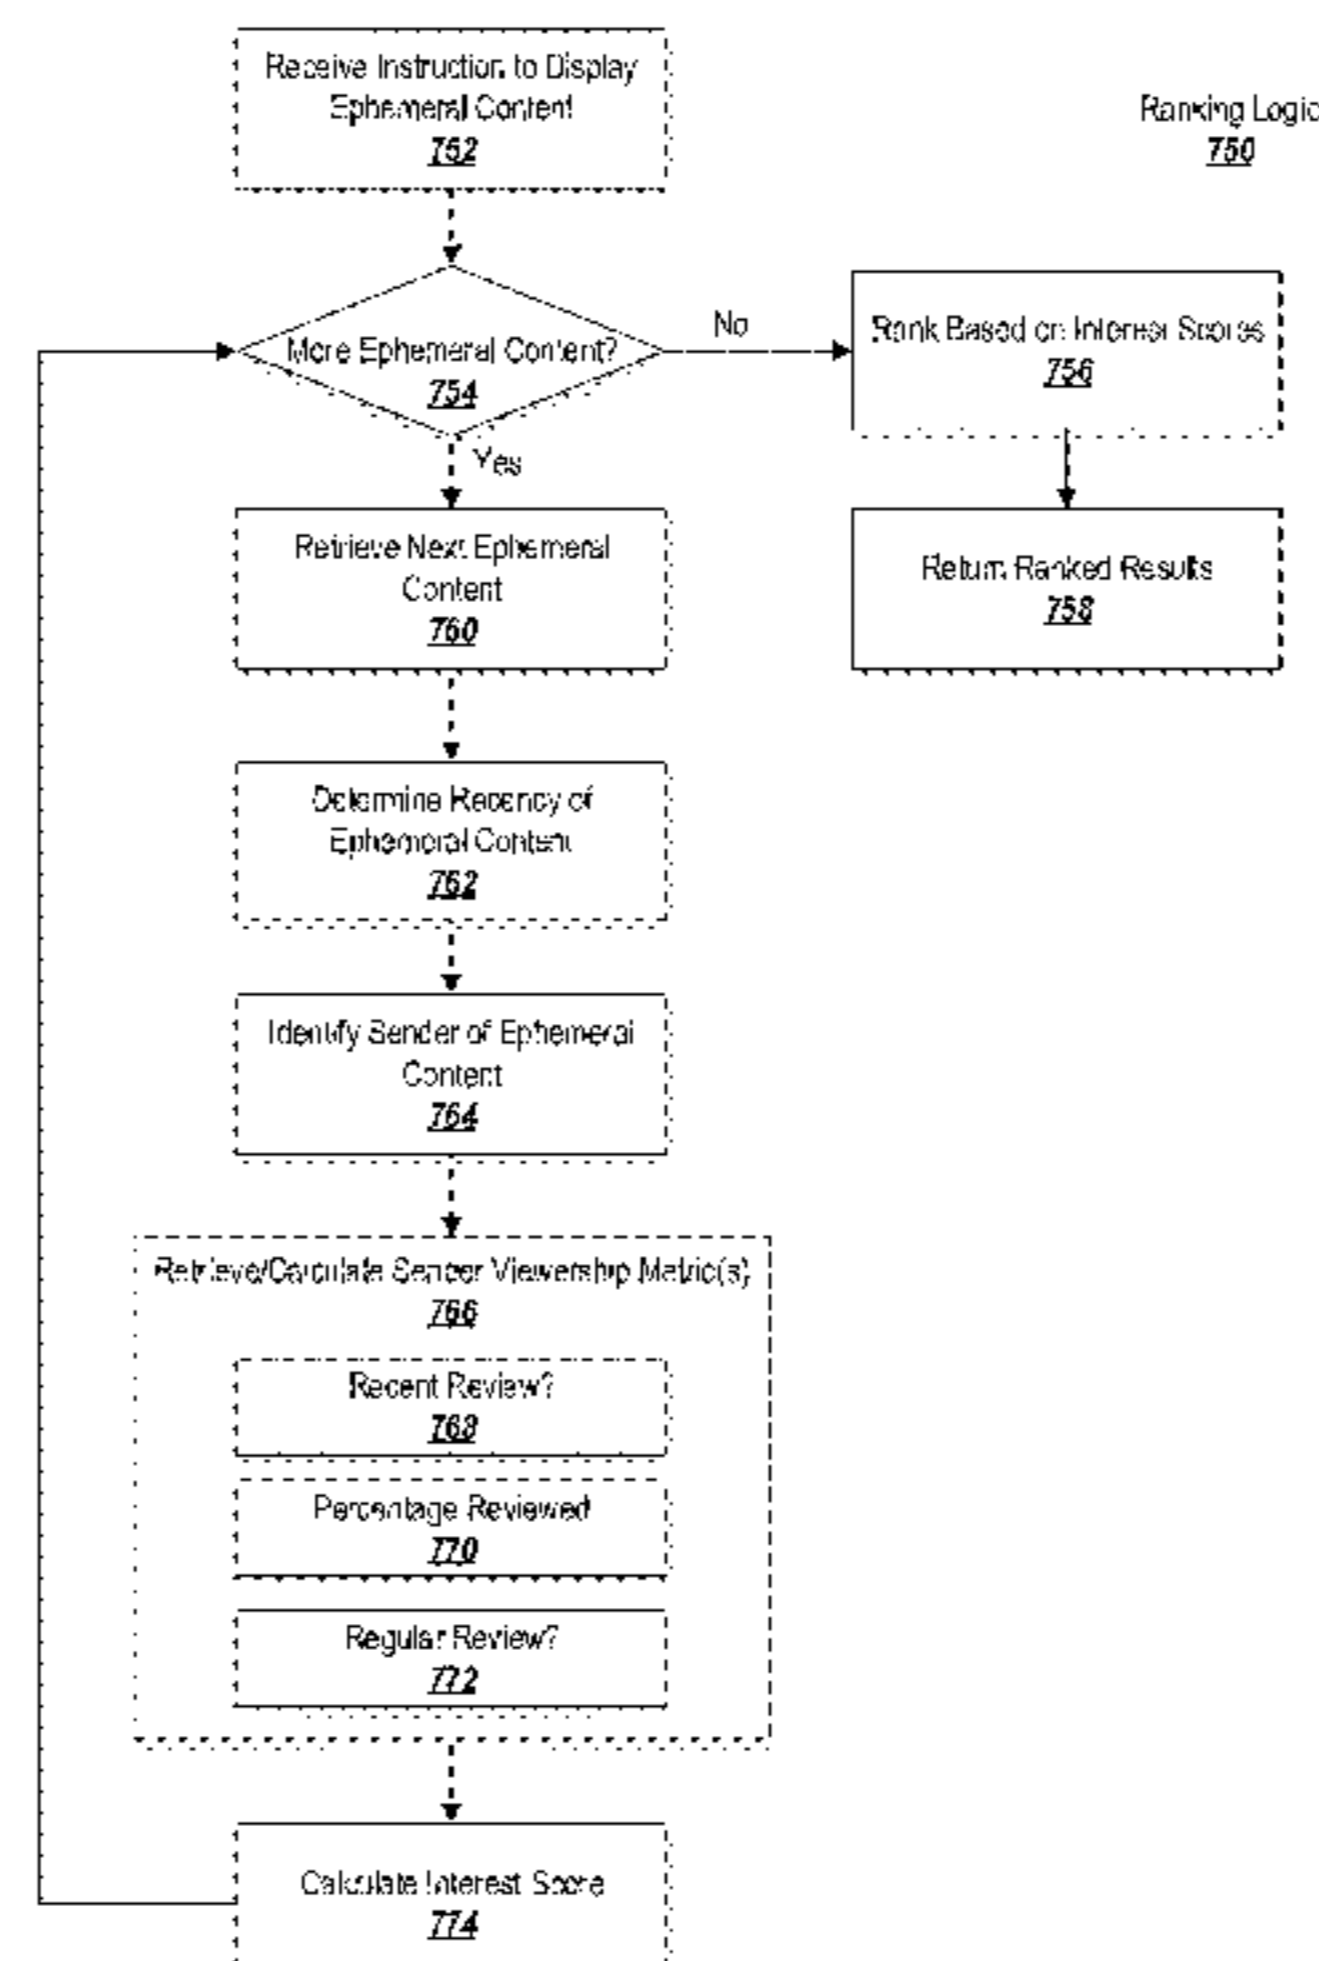 Receive Instruction to Display
Ephemeral Content
752
Ranking Logic
750
More Ephemeral Content?
754
No
Yes
Rank Based on Interest Scores
756
Return Ranked Results
758
Retrieve Next Ephemeral
Content
760
Determine Recency of
Ephemeral Content
762
Identify Sender of Ephemeral
Content
764
Retrieve/Calculate Sender Viewership Metric(s)
766
Recent Review?
768
Percentage Reviewed
770
Regular Review?
772
Calculate Interest Score
774